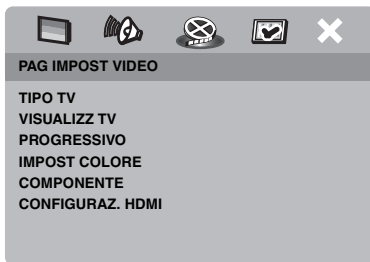 PAG IMPOST VIDEO
TIPO TV
VISUALIZZ TV
PROGRESSIVO
IMPOST COLORE
COMPONENTE
CONFIGURAZ. HDMI